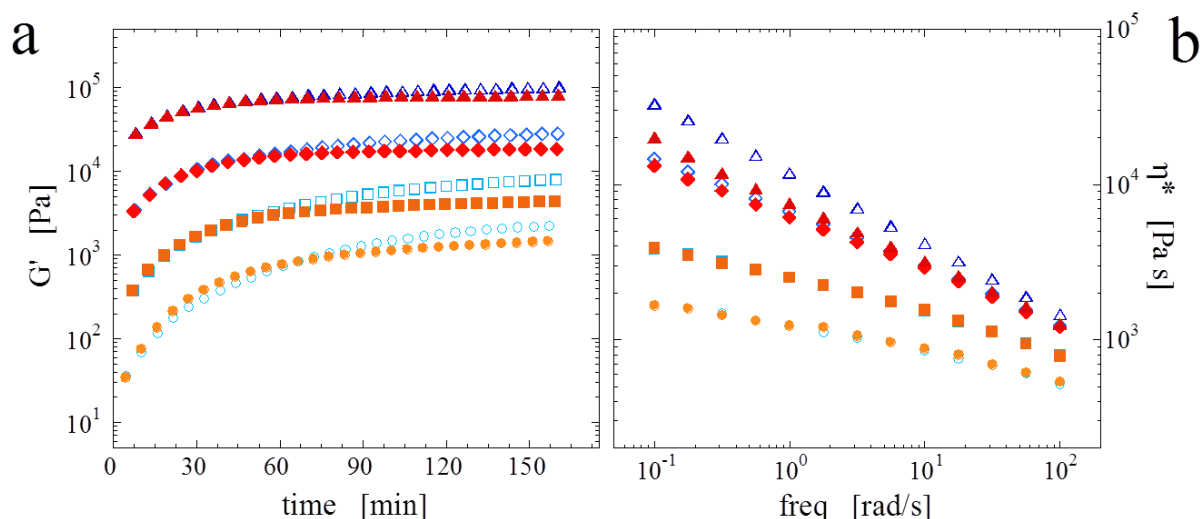 a
b
G' [Pa]
10^5
10^4
10^3
10^2
10^1
0 30 60 90 120 150
time [min]
10^5
10^4
10^3
η* [Pa s]
10^-1 10^0 10^1 10^2
freq [rad/s]